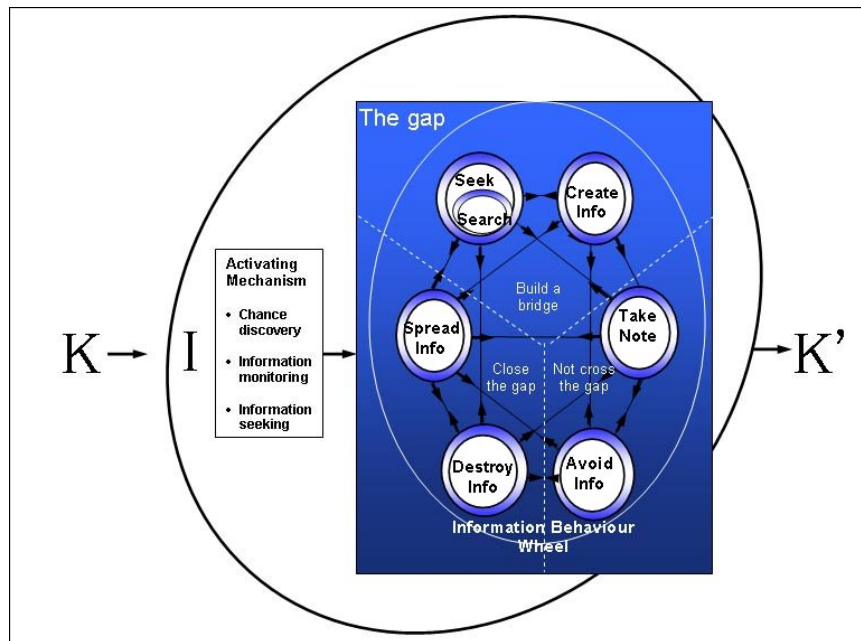 The gap
Seek
Search
Create
Info
Activating
Mechanism
• Chance
discovery
• Information
monitoring
• Information
seeking
Build a
bridge
Spread
Info
Take
Note
K
I
K’
Close
the gap
Not cross
the gap
Destroy
Info
Avoid
Info
Information Behaviour
Wheel